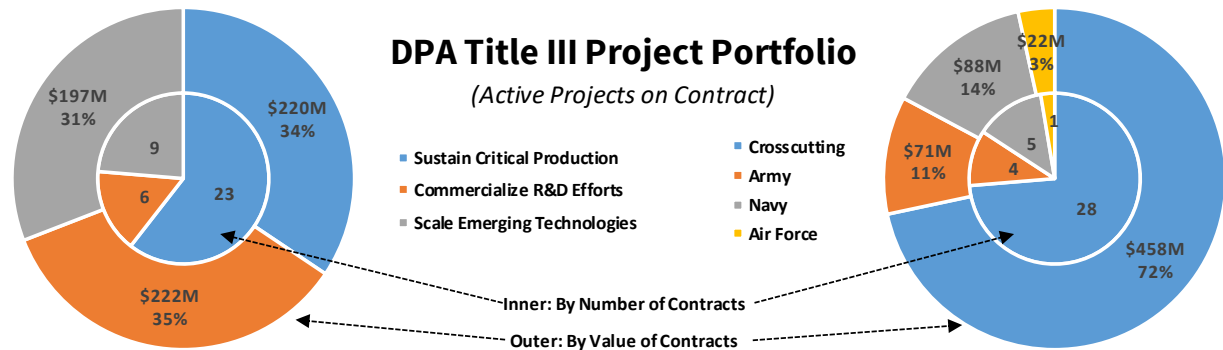 DPA Title III Project Portfolio
(Active Projects on Contract)
$197M
31%
$220M
34%
$222M
35%
9
6
23
Sustain Critical Production
Commercialize R&D Efforts
Scale Emerging Technologies
Crosscutting
Army
Navy
Air Force
$22M
3%
$88M
14%
$71M
11%
$458M
72%
1
5
4
28
Inner: By Number of Contracts
Outer: By Value of Contracts